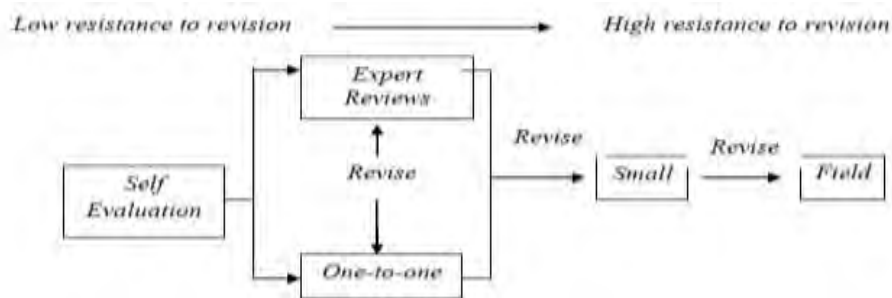 Low resistance to revision
High resistance to revision
Expert
Reviews
Revise
Self
Evaluation
One-to-one
Revise
Small
Revise
Field